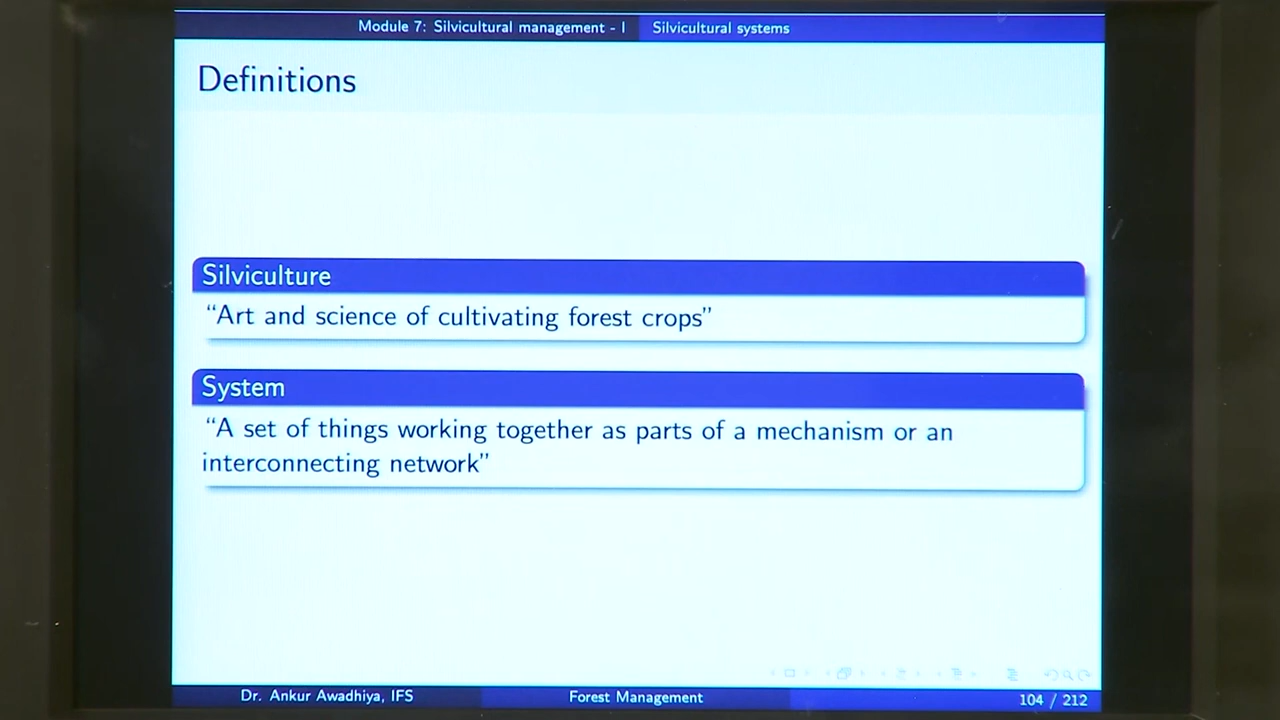 Module 7: Silvicultural management - I Silvicultural systems
Definitions
Silviculture
“Art and science of cultivating forest crops”
System
“A set of things working together as parts of a mechanism or an
interconnecting network”
Dr. Ankur Awadhiya, IFS Forest Management 104 / 212